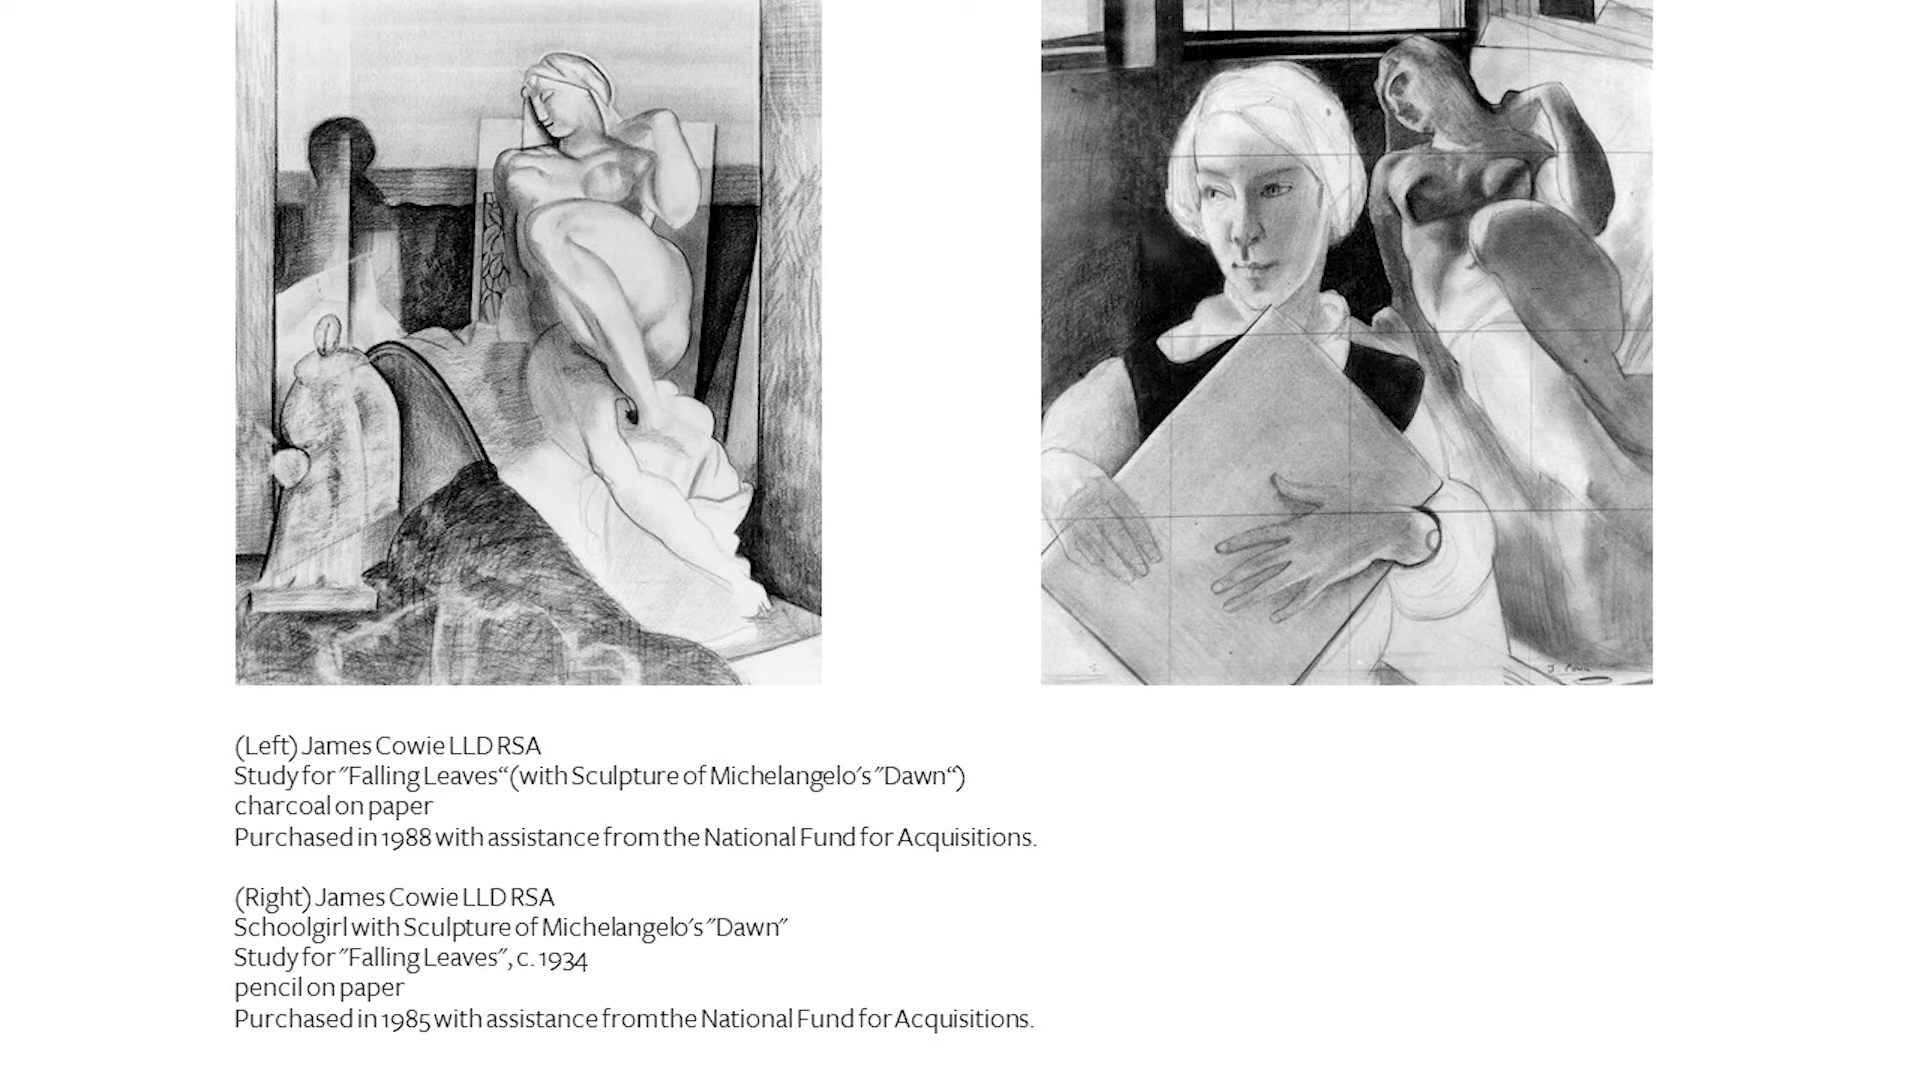 (Left) James Cowie LLD RSA
Study for "Falling Leaves“ (with Sculpture of Michelangelo's "Dawn“)
charcoal on paper
Purchased in 1988 with assistance from the National Fund for Acquisitions.
(Right) James Cowie LLD RSA
Schoolgirl with Sculpture of Michelangelo's "Dawn"
Study for "Falling Leaves", c. 1934
pencil on paper
Purchased in 1985 with assistance from the National Fund for Acquisitions.